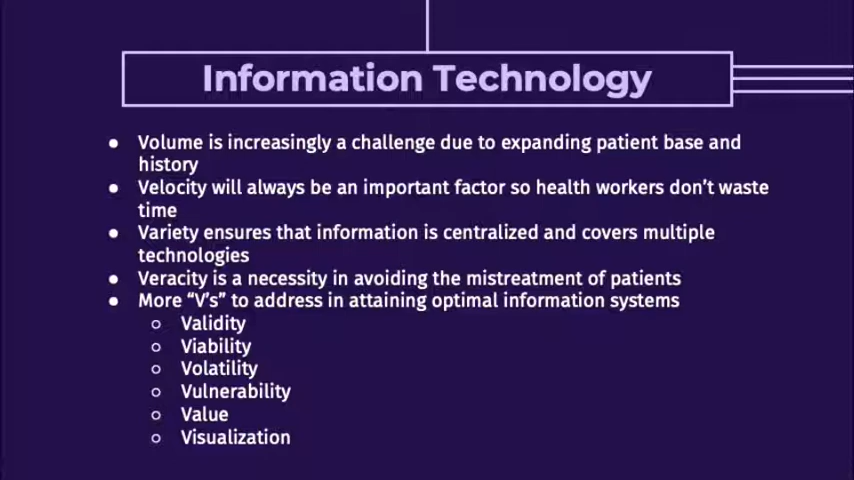 Information Technology
● Volume is increasingly a challenge due to expanding patient base and
history
● Velocity will always be an important factor so health workers don’t waste
time
● Variety ensures that information is centralized and covers multiple
technologies
● Veracity is a necessity in avoiding the mistreatment of patients
● More “V’s” to address in attaining optimal information systems
○ Validity
○ Viability
○ Volatility
○ Vulnerability
○ Value
○ Visualization